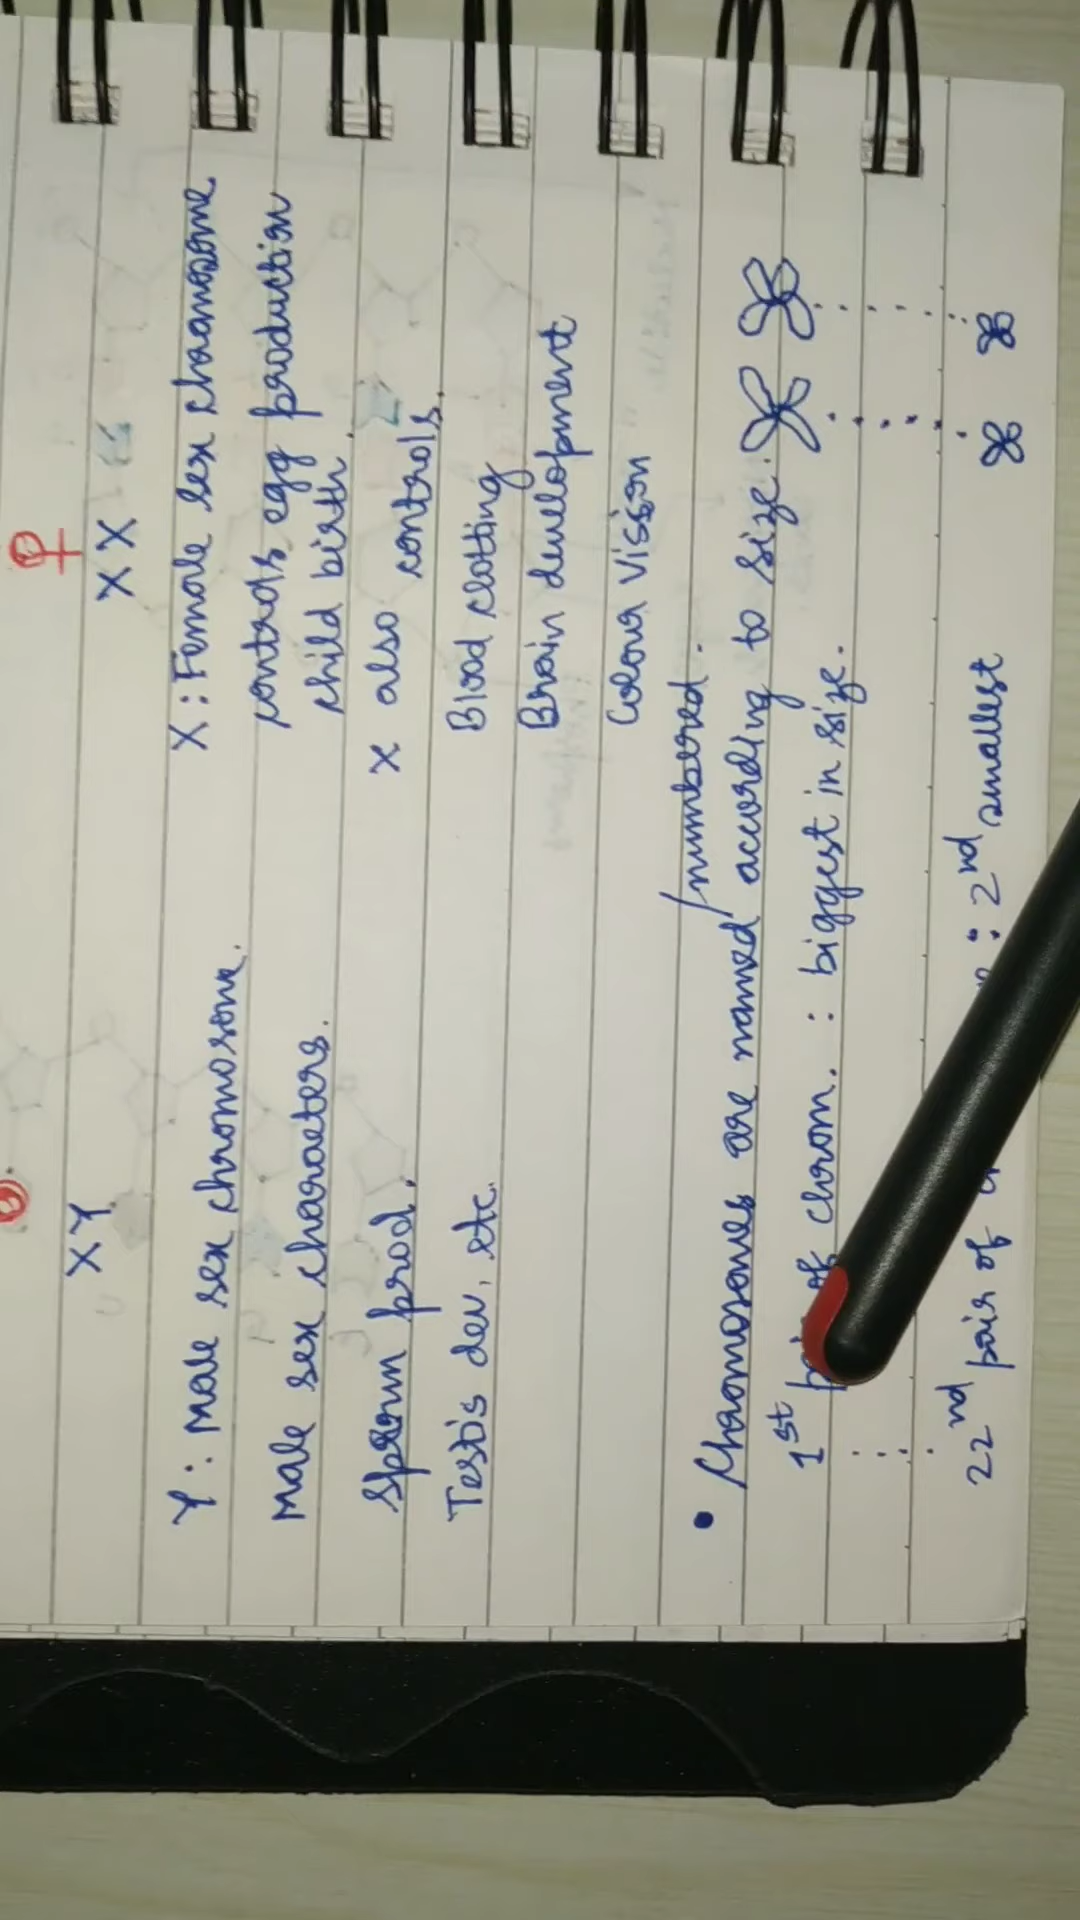 ♀
XY
XX
Y : Male sex chromosome.
X : Female sex chromosome
Male sex characters.
controls egg production
child birth.
Sperm prod.
X also controls.
Testis dev. etc.
Blood clotting
Brain development
Colour Vission
/numbered.
• Chromosomes are named according to size.
1st of chrom. : biggest in size.
22nd pair of : 2nd smallest